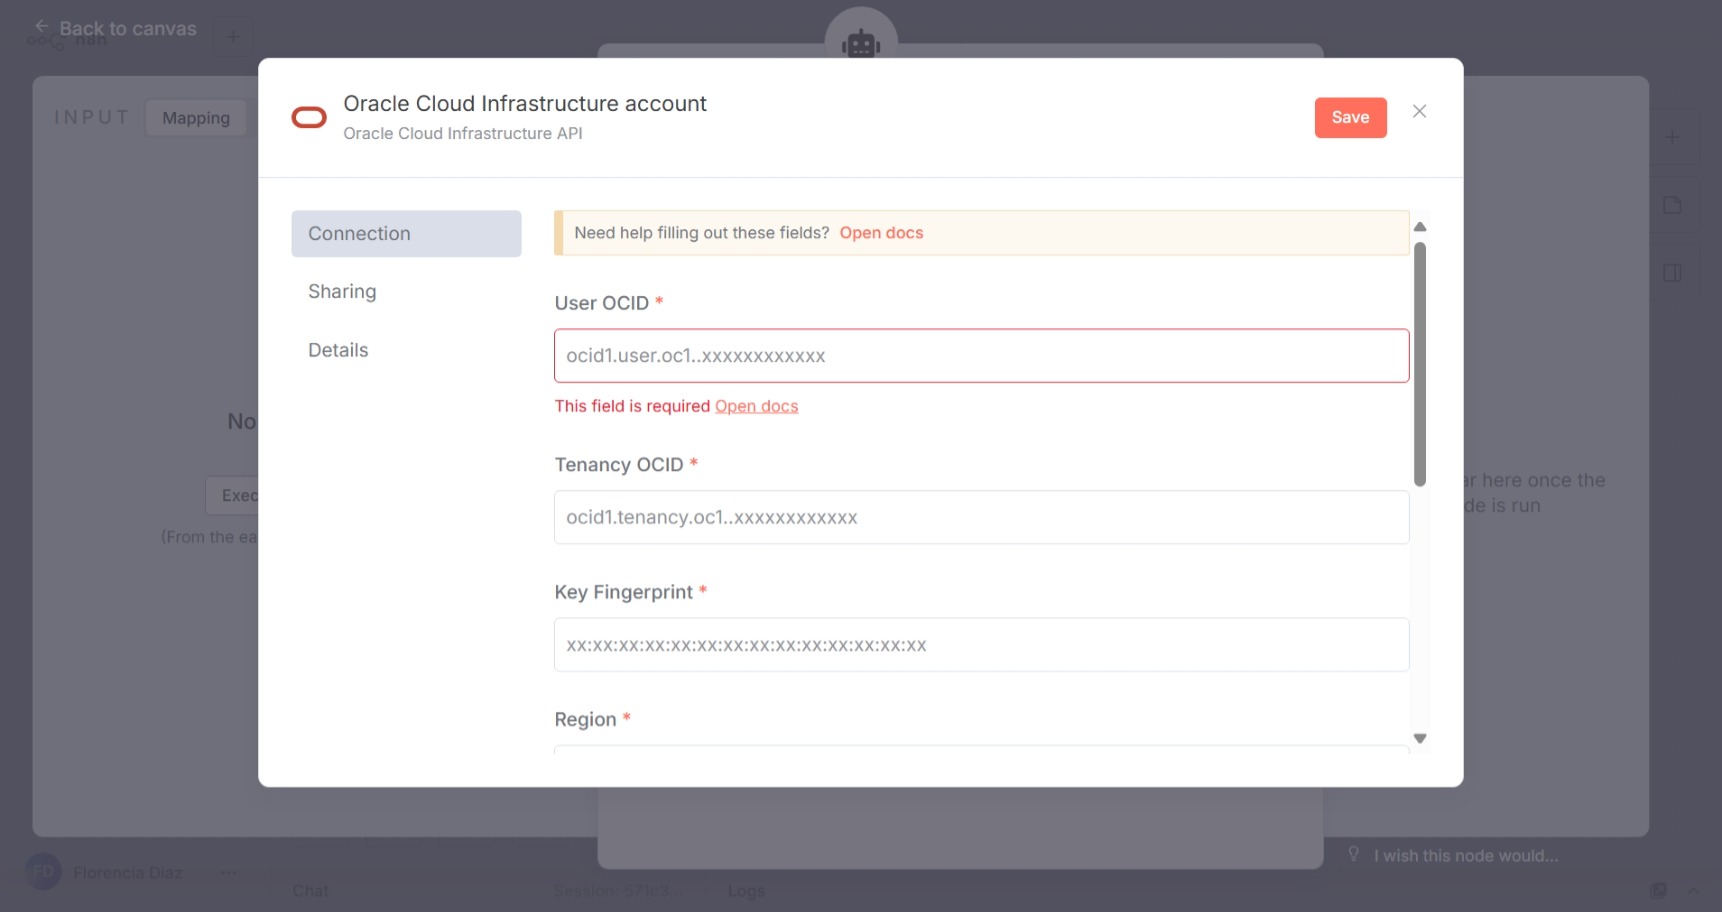 Back to canvas
n8n
INPUT
Mapping
Oracle Cloud Infrastructure account
Oracle Cloud Infrastructure API
Save
Connection
Sharing
Details
Need help filling out these fields? Open docs
User OCID *
ocid1.user.oc1..xxxxxxxxxxxx
This field is required Open docs
Tenancy OCID *
ocid1.tenancy.oc1..xxxxxxxxxxxx
Key Fingerprint *
xx:xx:xx:xx:xx:xx:xx:xx:xx:xx:xx:xx:xx:xx
Region *
No
Exec
(From the ea
ar here once the
de is run
I wish this node would...
FD
Florencia Diaz
Chat
Session: 571c3...
Logs